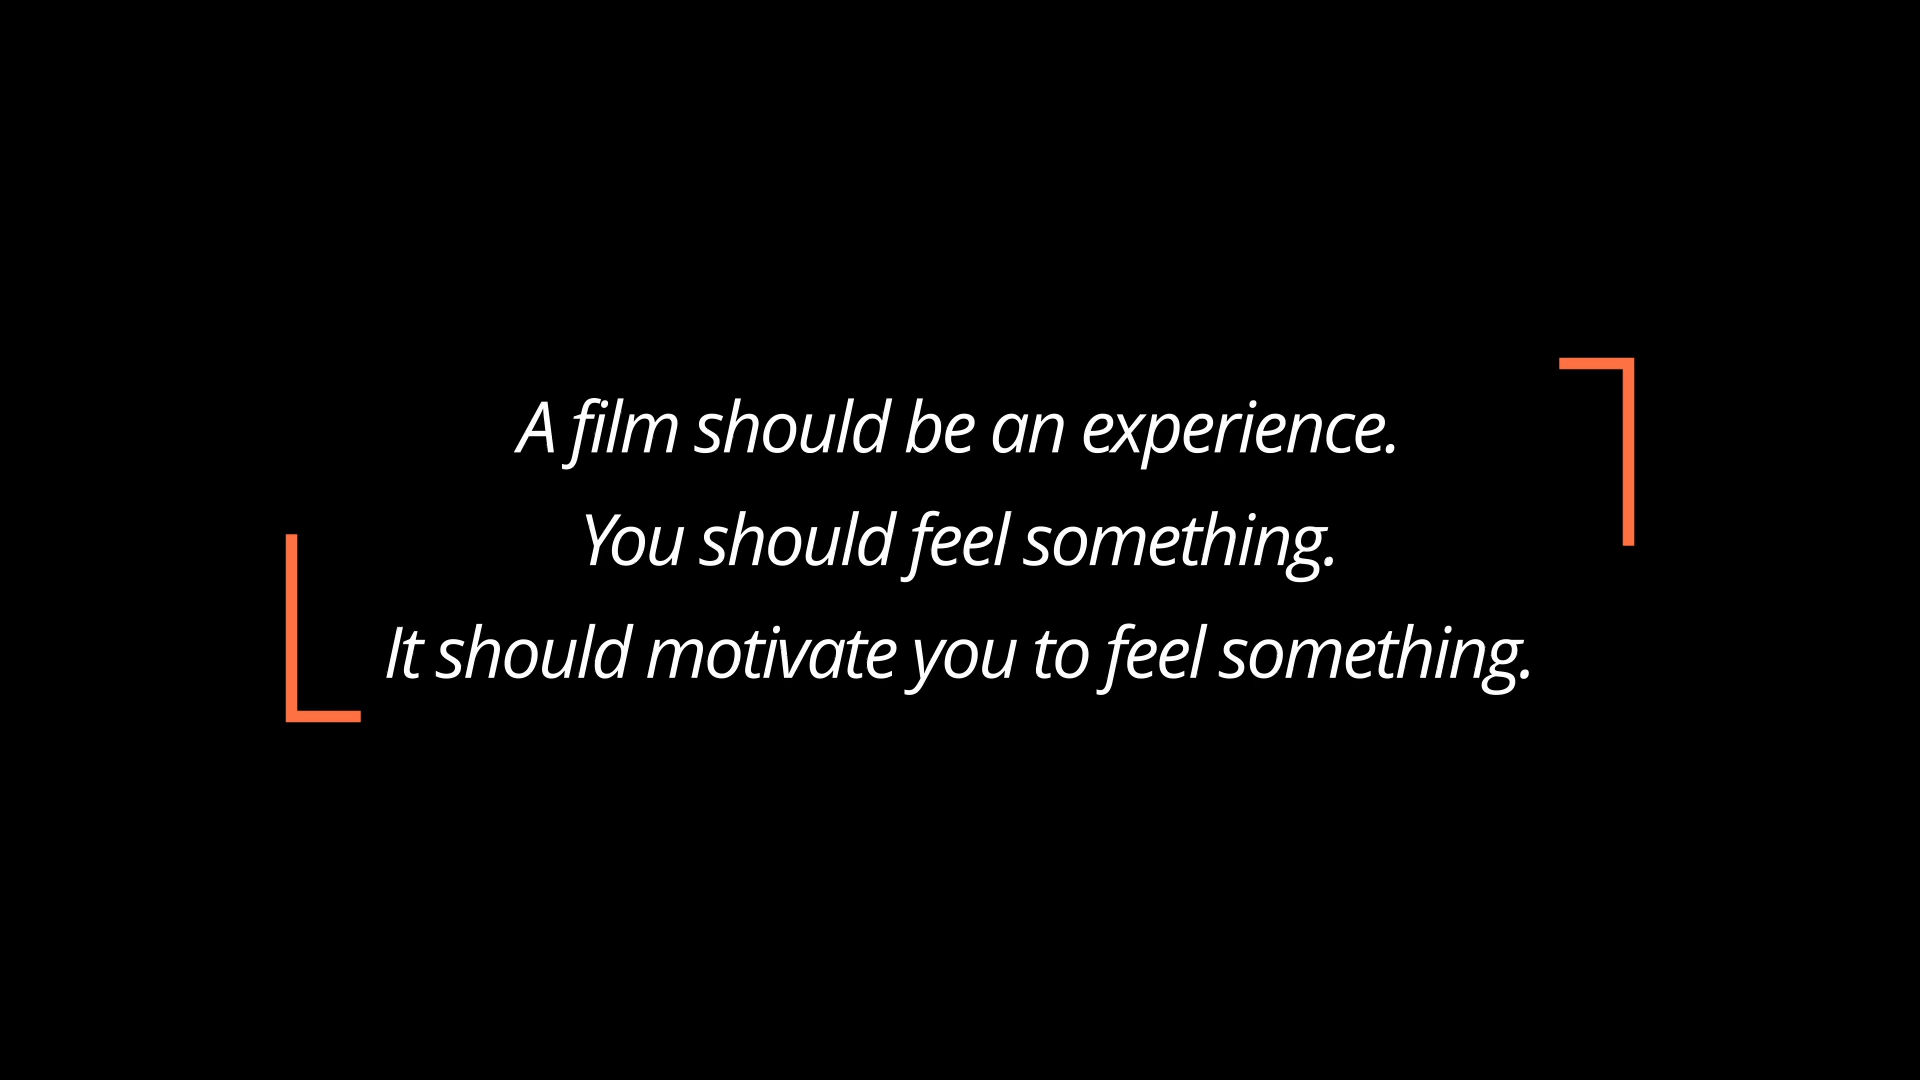 A film should be an experience.
You should feel something.
It should motivate you to feel something.